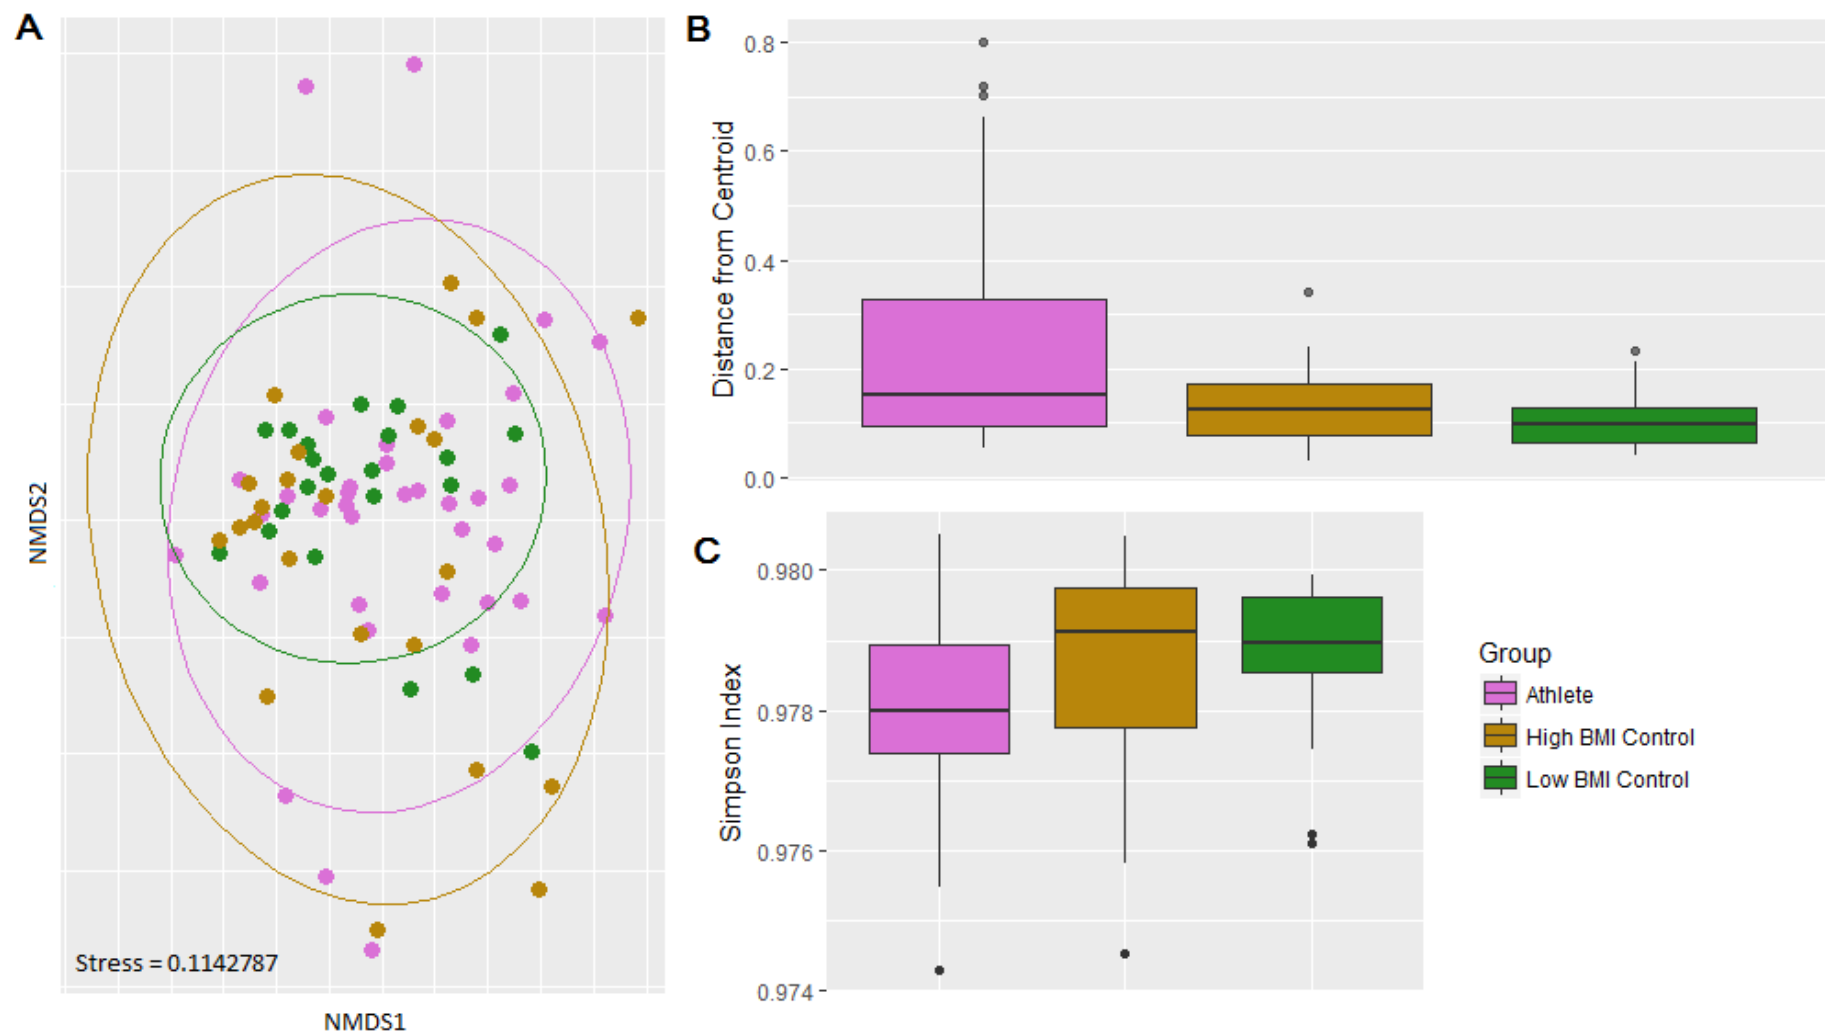 A
NMDS2
Stress = 0.1142787
NMDS1
B
Distance from Centroid
0.8
0.6
0.4
0.2
0.0
C
Simpson Index
0.980
0.978
0.976
0.974
Group
Athlete
High BMI Control
Low BMI Control